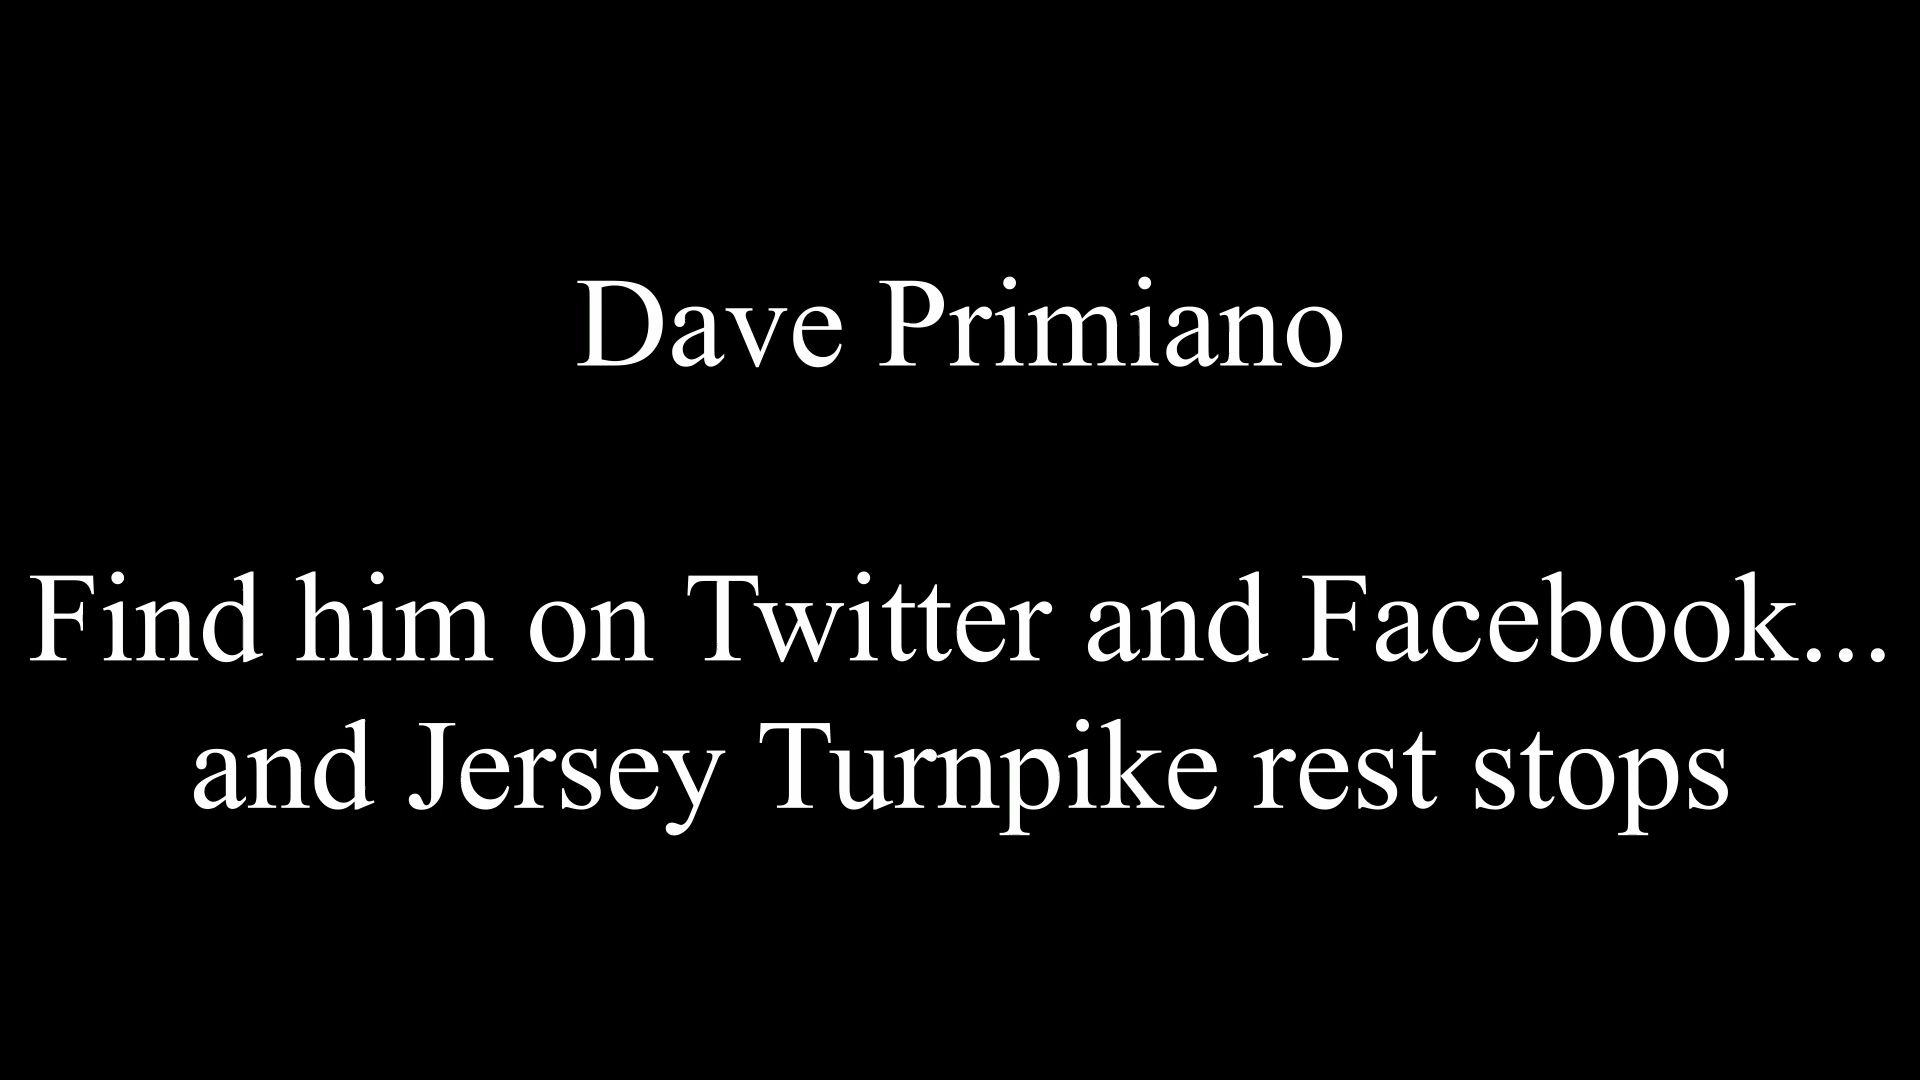 Dave Primiano
Find him on Twitter and Facebook...
and Jersey Turnpike rest stops